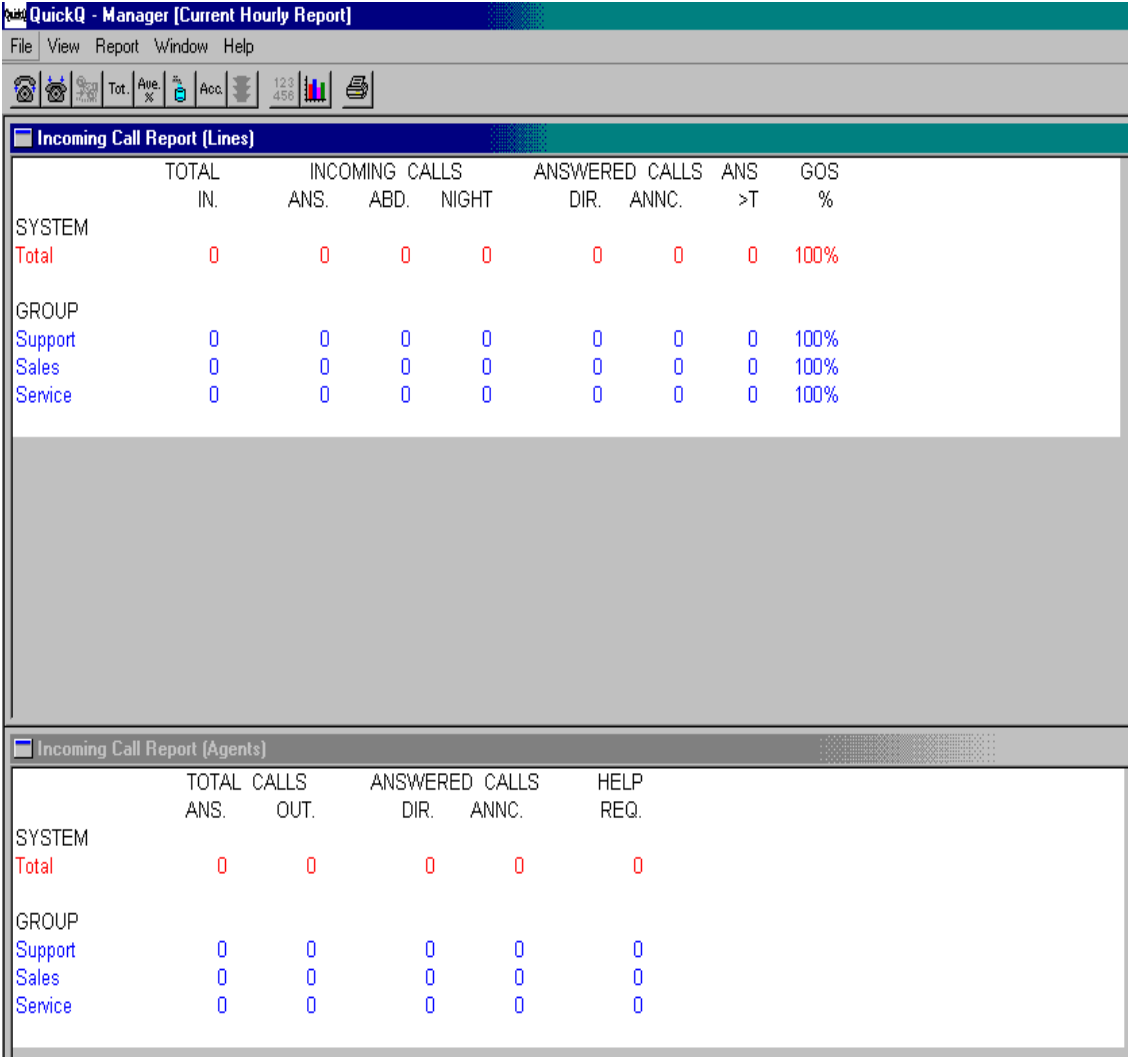 QuickQ - Manager [Current Hourly Report]
File View Report Window Help
Tot. Ave. % Acc. 123 456
Incoming Call Report (Lines)
TOTAL INCOMING CALLS ANSWERED CALLS ANS GOS
IN. ANS. ABD. NIGHT DIR. ANNC. >T %
SYSTEM
Total 0 0 0 0 0 0 0 100%
GROUP
Support 0 0 0 0 0 0 0 100%
Sales 0 0 0 0 0 0 0 100%
Service 0 0 0 0 0 0 0 100%
Incoming Call Report (Agents)
TOTAL CALLS ANSWERED CALLS HELP
ANS. OUT. DIR. ANNC. REQ.
SYSTEM
Total 0 0 0 0 0
GROUP
Support 0 0 0 0 0
Sales 0 0 0 0 0
Service 0 0 0 0 0